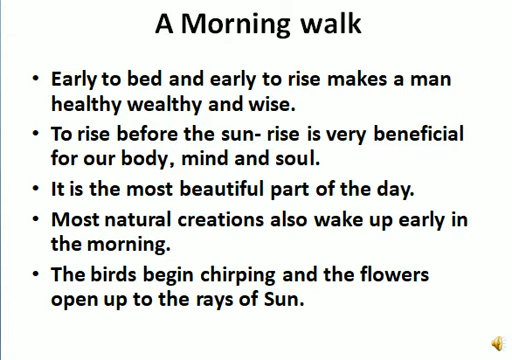 A Morning walk
• Early to bed and early to rise makes a man
healthy wealthy and wise.
• To rise before the sun- rise is very beneficial
for our body, mind and soul.
• It is the most beautiful part of the day.
• Most natural creations also wake up early in
the morning.
• The birds begin chirping and the flowers
open up to the rays of Sun.